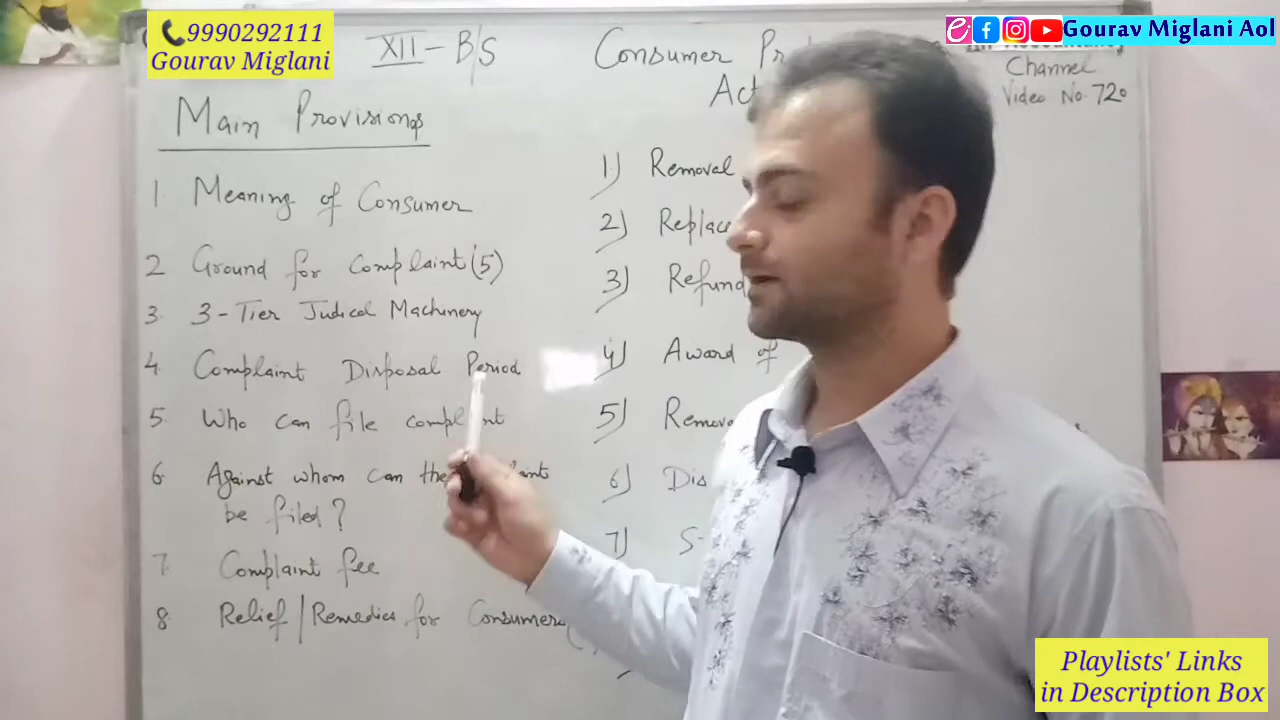 9990292111
Gourav Miglani
Gourav Miglani Aol
XII - B/S
Consumer
Act
Channel
Video No. 720
Main Provisions
1. Meaning of Consumer
2 Ground for Complaint (5)
3. 3-Tier Judical Machinery
4. Complaint Disposal Period
5 Who can file complaint
6. Against whom can the
be filed?
7 Complaint fee
8. Relief/Remedies for Consumers
1) Removal
2) Replace
3) Refund
4) Award of
5)
6) Dis
7) S
Playlists' Links
in Description Box